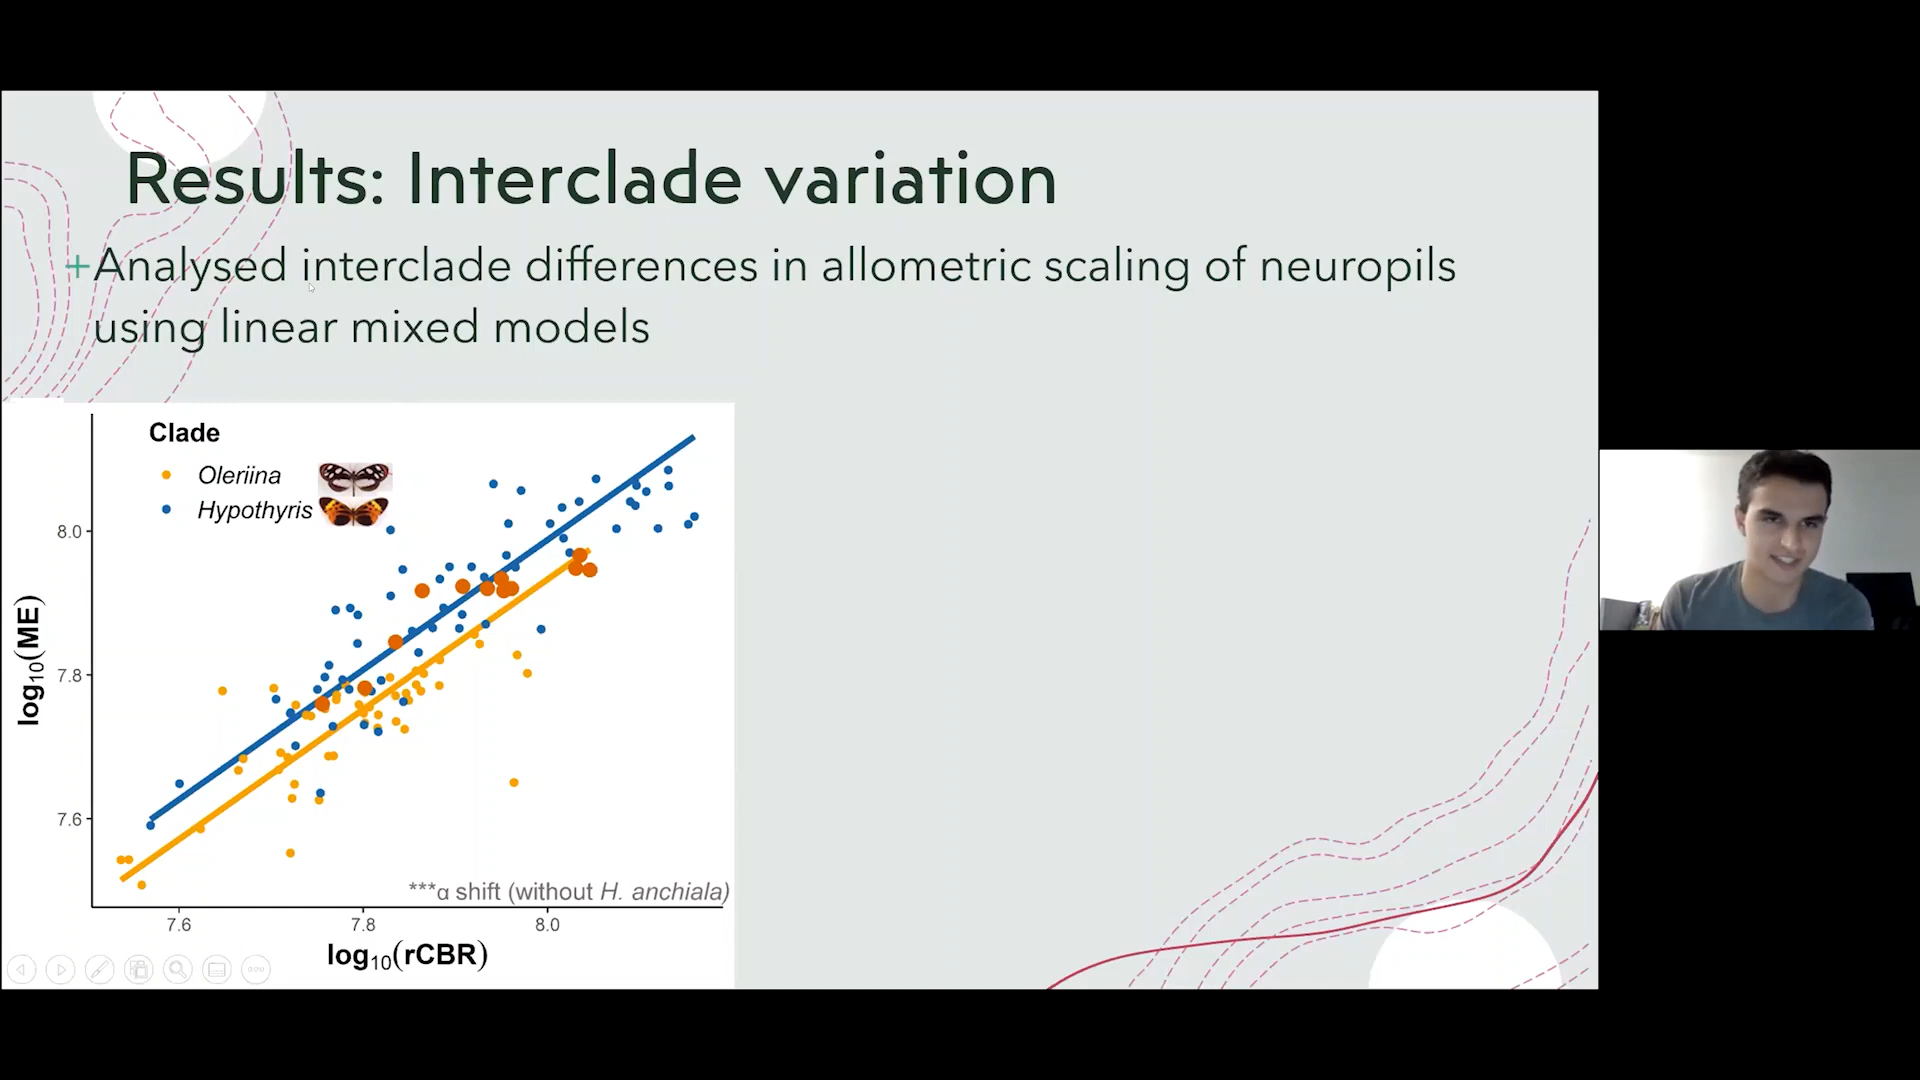 Results: Interclade variation
+Analysed interclade differences in allometric scaling of neuropils
using linear mixed models
Clade
Oleriina
Hypothyris
8.0
7.8
7.6
log10(ME)
***α shift (without H. anchiala)
7.6 7.8 8.0
log10(rCBR)